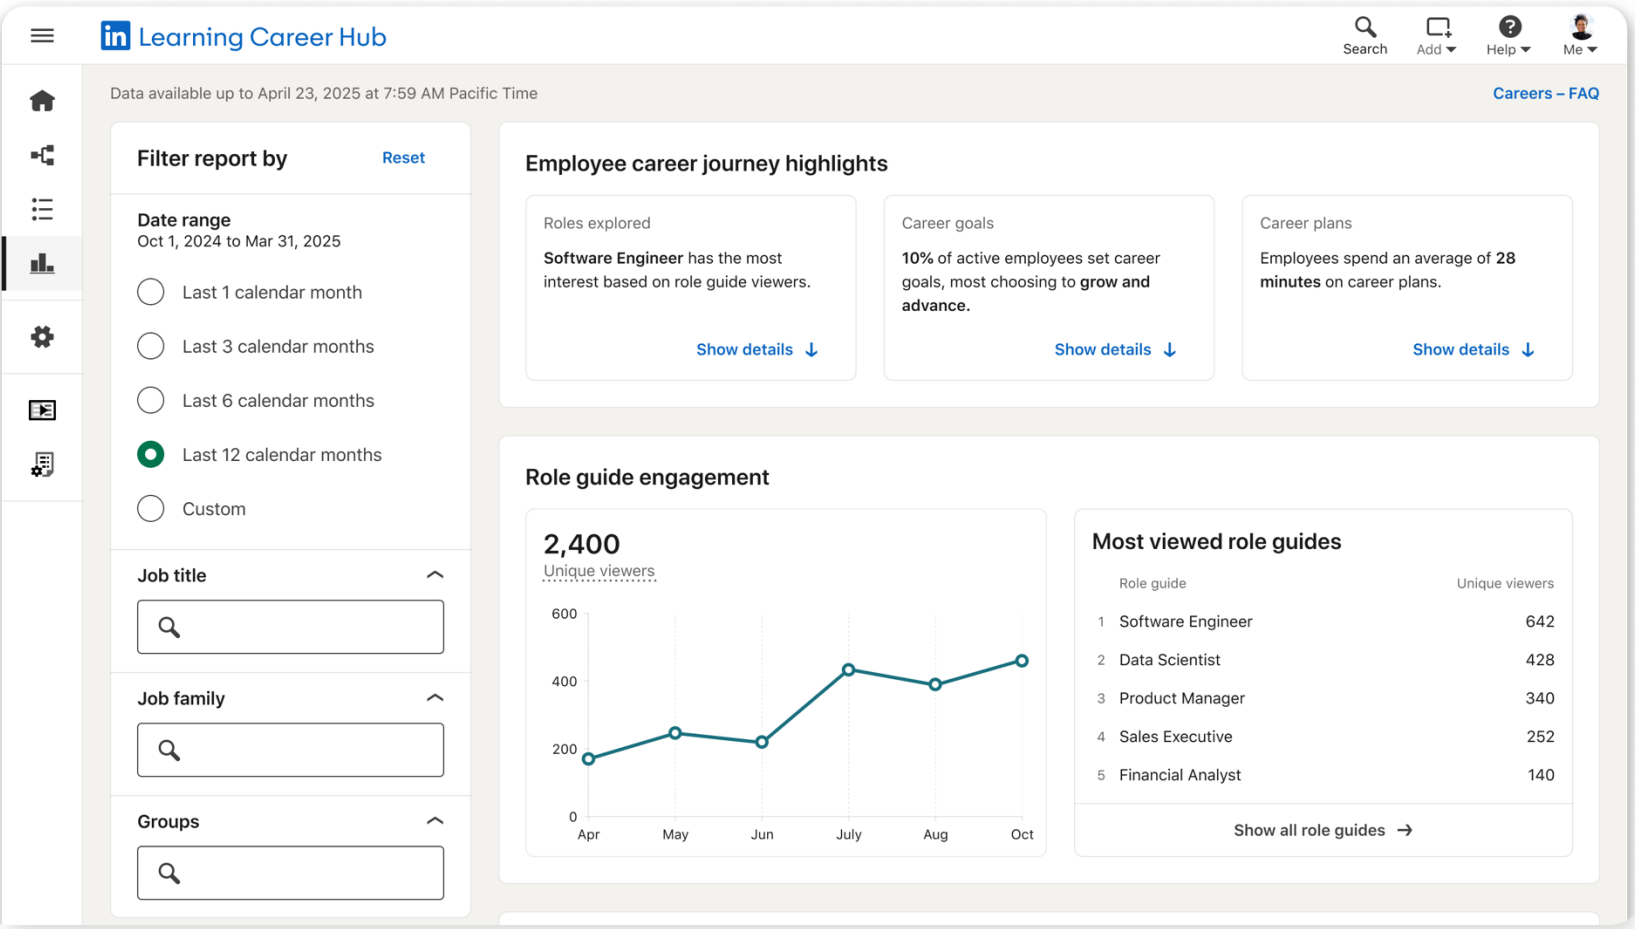 in Learning Career Hub
Search
Add
Help
Me
Data available up to April 23, 2025 at 7:59 AM Pacific Time
Careers – FAQ
Filter report by
Reset
Date range
Oct 1, 2024 to Mar 31, 2025
Last 1 calendar month
Last 3 calendar months
Last 6 calendar months
Last 12 calendar months
Custom
Job title
Job family
Groups
Employee career journey highlights
Roles explored
Software Engineer has the most
interest based on role guide viewers.
Show details
Career goals
10% of active employees set career
goals, most choosing to grow and
advance.
Show details
Career plans
Employees spend an average of 28
minutes on career plans.
Show details
Role guide engagement
2,400
Unique viewers
600
400
200
0
Apr May Jun July Aug Oct
Most viewed role guides
Role guide Unique viewers
1 Software Engineer 642
2 Data Scientist 428
3 Product Manager 340
4 Sales Executive 252
5 Financial Analyst 140
Show all role guides